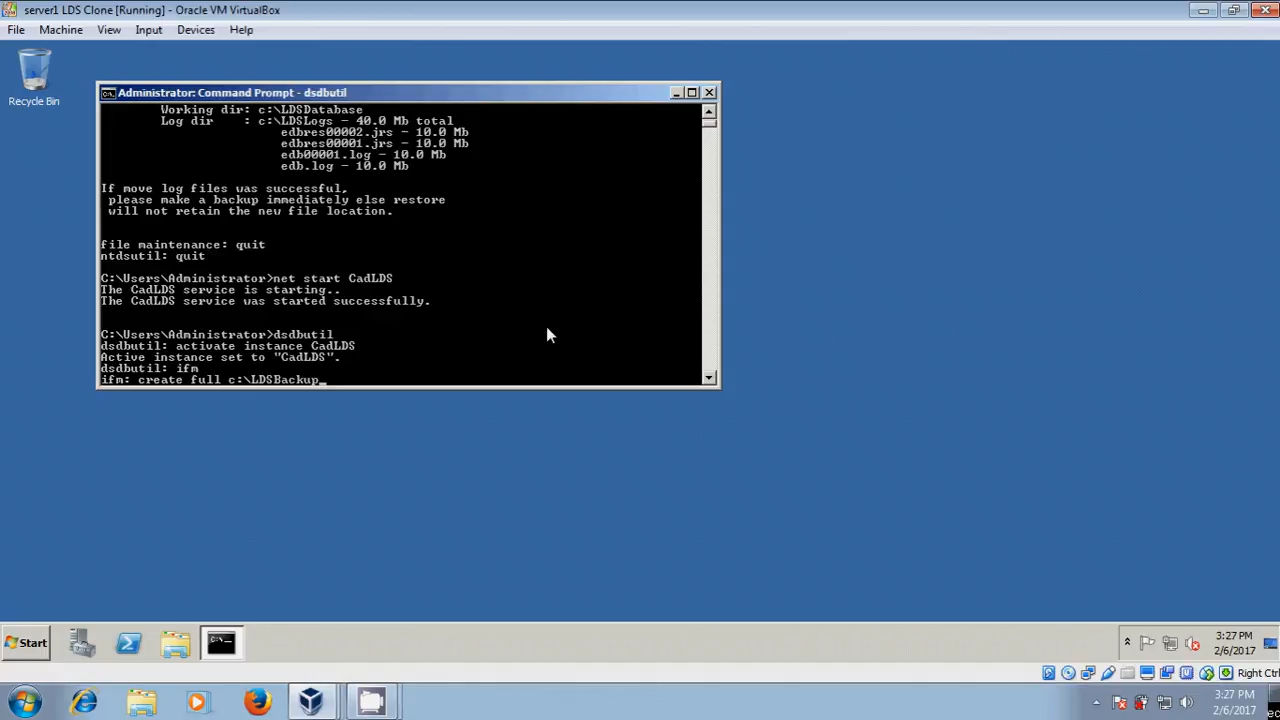 server1 LDS Clone [Running] - Oracle VM VirtualBox
File Machine View Input Devices Help
Recycle Bin
Administrator: Command Prompt - dsdbutil
Working dir: c:\LDSDatabase
Log dir : c:\LDSLogs - 40.0 Mb total
edbres00002.jrs - 10.0 Mb
edbres00001.jrs - 10.0 Mb
edb00001.log - 10.0 Mb
edb.log - 10.0 Mb
If move log files was successful,
please make a backup immediately else restore
will not retain the new file location.
file maintenance: quit
ntdsutil: quit
C:\Users\Administrator>net start CadLDS
The CadLDS service is starting..
The CadLDS service was started successfully.
C:\Users\Administrator>dsdbutil
dsdbutil: activate instance CadLDS
Active instance set to "CadLDS".
dsdbutil: ifm
ifm: create full c:\LDSBackup_
Start
3:27 PM
2/6/2017
Right Ctrl
3:27 PM
2/6/2017